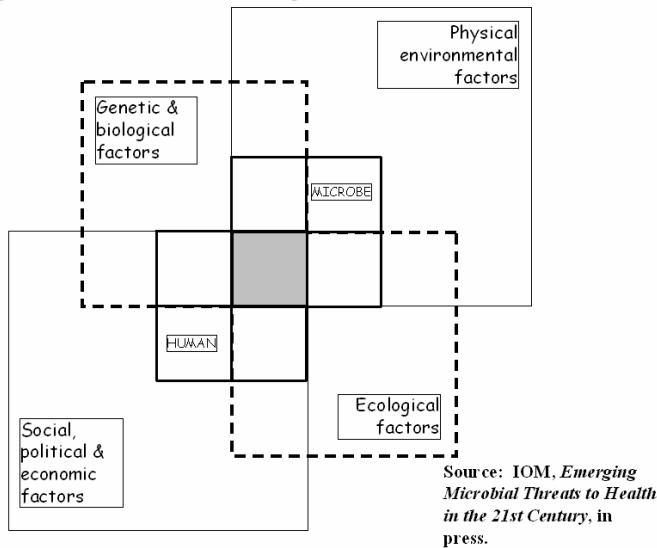 Physical
environmental
factors
Genetic &
biological
factors
MICROBE
HUMAN
Ecological
factors
Social,
political &
economic
factors
Source: IOM, Emerging
Microbial Threats to Health
in the 21st Century, in
press.